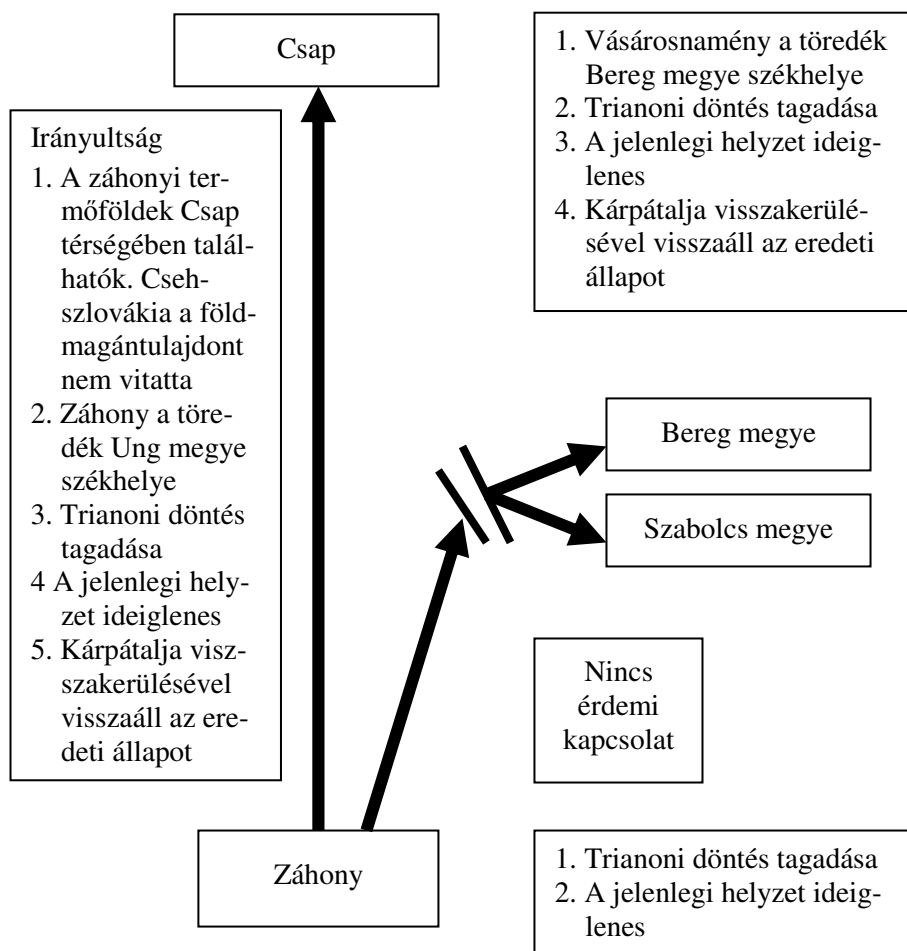 Csap
1. Vásárosnamény a töredék
Bereg megye székhelye
2. Trianoni döntés tagadása
3. A jelenlegi helyzet ideig-
lenes
4. Kárpátalja visszakerülé-
sével visszaáll az eredeti
állapot
Irányultság
1. A záhonyi ter-
mőföldek Csap
térségében talál-
hatók. Cseh-
szlovákia a föld-
magántulajdont
nem vitatta
2. Záhony a töre-
dék Ung megye
székhelye
3. Trianoni döntés
tagadása
4 A jelenlegi hely-
zet ideiglenes
5. Kárpátalja visz-
szakerülésével
visszaáll az ere-
deti állapot
Bereg megye
Szabolcs megye
Nincs
érdemi
kapcsolat
Záhony
1. Trianoni döntés tagadása
2. A jelenlegi helyzet ideig-
lenes